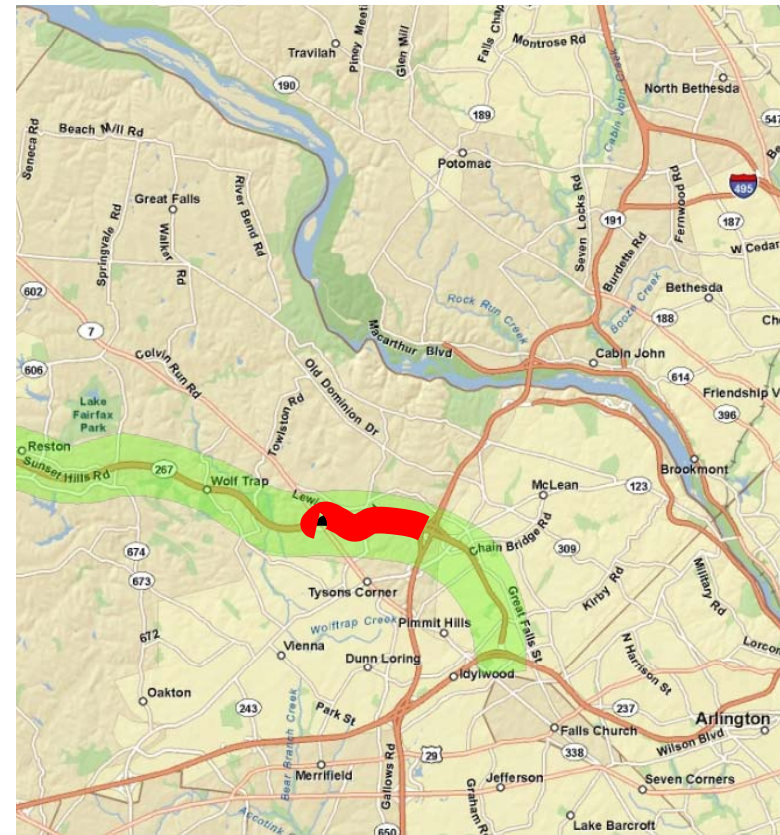 Travilah
Piney Meeti
Glen Mill
Falls Chap
Montrose Rd
Cabin John Creek
North Bethesda
190
189
547
Seneca Rd
Beach Mill Rd
Potomac
495
River Bend Rd
Great Falls
Springvale Rd
Walker Rd
Seven Locks Rd
191
Fernwood Rd
187
W Cedar
Burdette Rd
602
Rock Run Creek
Booze Creek
Bethesda
7
188
Che
Macarthur Blvd
Colvin Run Rd
Cabin John
606
Old Dominion Dr
614
Lake
Fairfax
Park
Towlston Rd
Friendship V
396
Reston
Sunset Hills Rd
267
Wolf Trap
Brookmont
McLean
123
Lewi
Chain Bridge Rd
674
309
673
Military Rd
Tysons Corner
Kirby Rd
Great Falls St
Wolftrap Creek
Pimmit Hills
672
Vienna
Dunn Loring
N Harrison St
Lorcom
Idylwood
Oakton
243
Park St
237
Arlington
Bear Branch Creek
Falls Church
Wilson Blvd
29
338
Merrifield
Gallows Rd
Jefferson
Seven Corners
Graham Rd
Accotink
650
Lake Barcroft